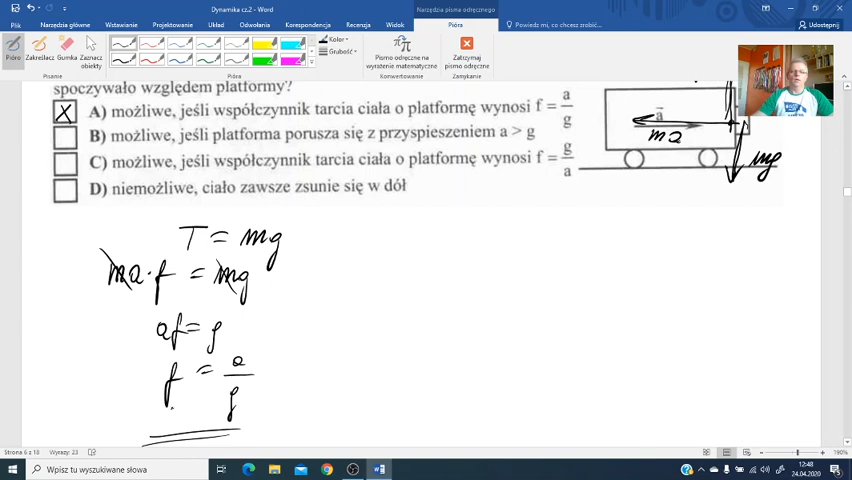 Dynamika cz.2 - Word
Narzędzia pisma odręcznego
Plik Narzędzia główne Wstawianie Projektowanie Układ Odwołania Korespondencja Recenzja Widok Pióra Powiedz mi, co chcesz zrobić... Udostępnij
Pióro Zakreślacz Gumka Zaznacz obiekty
Kolor
Grubość
Pismo odręczne na wyrażenie matematyczne
Zatrzymaj pismo odręczne
Pisanie Pióra Konwertowanie Zamykanie
spoczywało względem platformy?
X A) możliwe, jeśli współczynnik tarcia ciała o platformę wynosi f = a/g
B) możliwe, jeśli platforma porusza się z przyspieszeniem a > g
C) możliwe, jeśli współczynnik tarcia ciała o platformę wynosi f = g/a
D) niemożliwe, ciało zawsze zsunie się w dół
a
ma
mg
T = mg
ma·f = mg
af = g
f = a/g
Strona 6 z 18 Wyrazy: 23 190%
Wpisz tu wyszukiwane słowa
12:48
24.04.2020